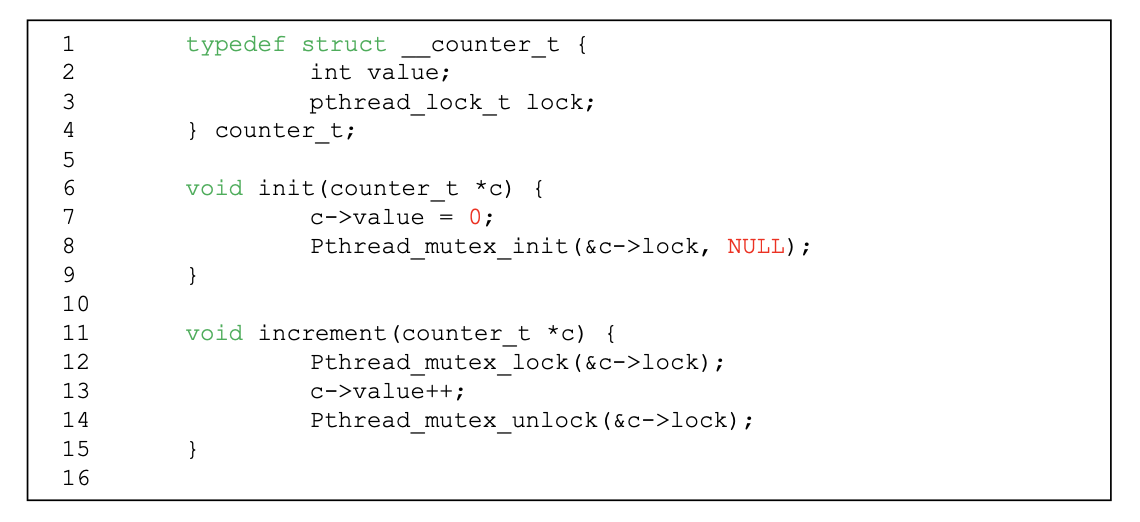 1 typedef struct __counter_t {
2 int value;
3 pthread_lock_t lock;
4 } counter_t;
5
6 void init(counter_t *c) {
7 c->value = 0;
8 Pthread_mutex_init(&c->lock, NULL);
9 }
10
11 void increment(counter_t *c) {
12 Pthread_mutex_lock(&c->lock);
13 c->value++;
14 Pthread_mutex_unlock(&c->lock);
15 }
16